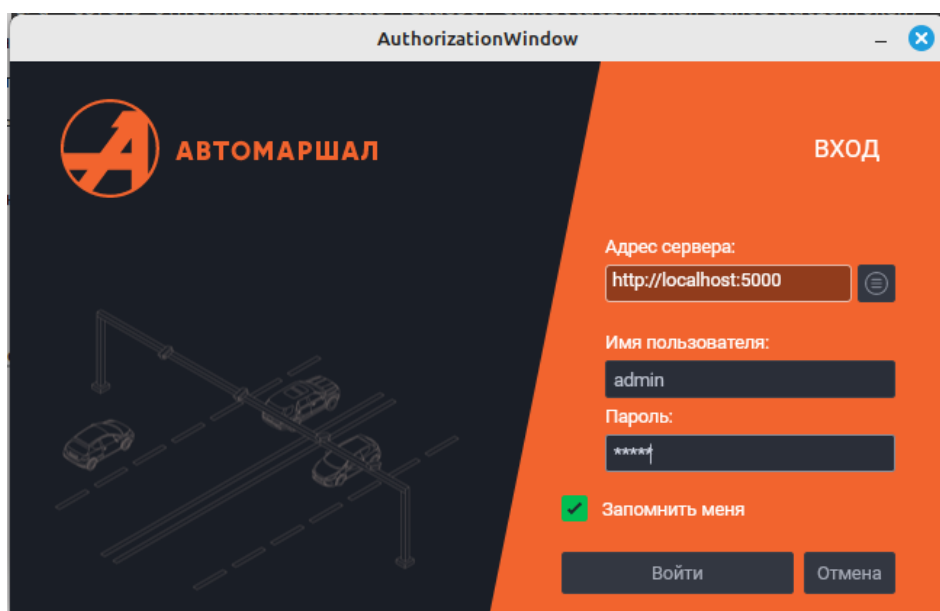 AuthorizationWindow
АВТОМАРШАЛ
ВХОД
Адрес сервера:
http://localhost:5000
Имя пользователя:
admin
Пароль:
*****
Запомнить меня
Войти
Отмена